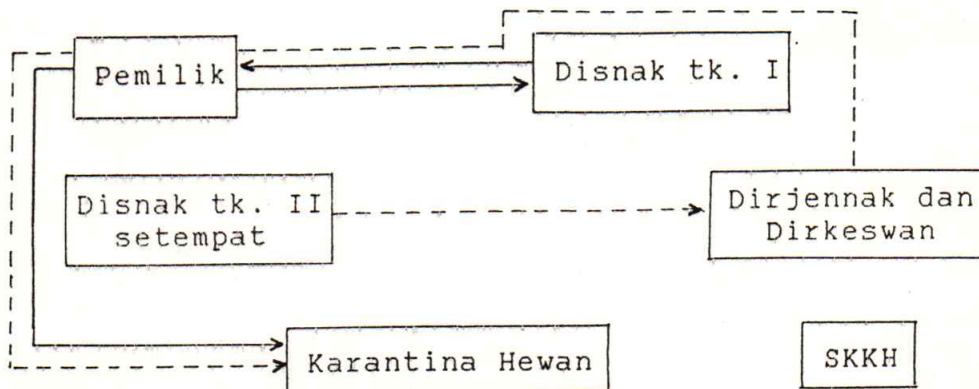 Pemilik
Disnak tk. I
Disnak tk. II
setempat
Dirjennak dan
Dirkeswan
Karantina Hewan
SKKH